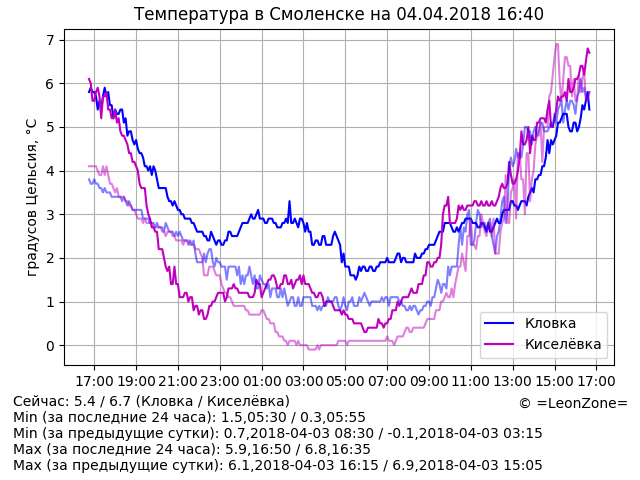 Температура в Смоленске на 04.04.2018 16:40
7
6
5
4
3
2
1
0
градусов Цельсия, °C
17:00 19:00 21:00 23:00 01:00 03:00 05:00 07:00 09:00 11:00 13:00 15:00 17:00
Кловка
Киселёвка
Сейчас: 5.4 / 6.7 (Кловка / Киселёвка)
© =LeonZone=
Min (за последние 24 часа): 1.5,05:30 / 0.3,05:55
Min (за предыдущие сутки): 0.7,2018-04-03 08:30 / -0.1,2018-04-03 03:15
Max (за последние 24 часа): 5.9,16:50 / 6.8,16:35
Max (за предыдущие сутки): 6.1,2018-04-03 16:15 / 6.9,2018-04-03 15:05